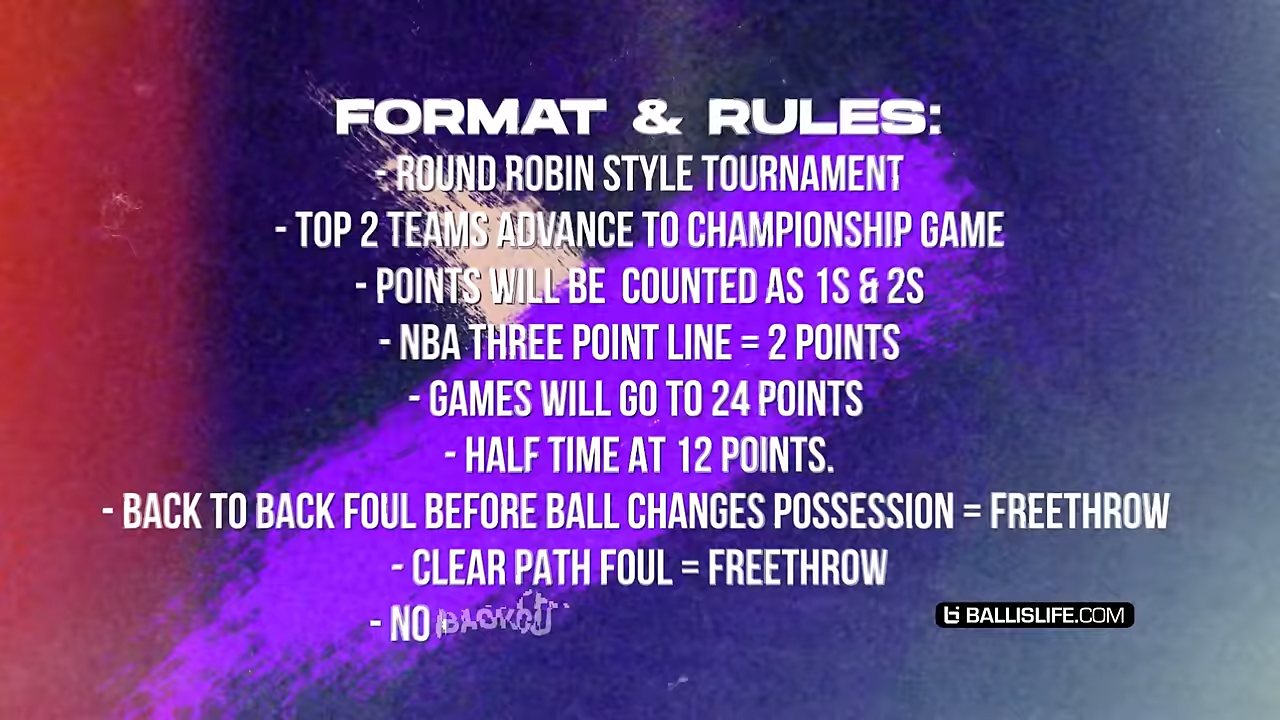 FORMAT & RULES:
- ROUND ROBIN STYLE TOURNAMENT
- TOP 2 TEAMS ADVANCE TO CHAMPIONSHIP GAME
- POINTS WILL BE COUNTED AS 1S & 2S
- NBA THREE POINT LINE = 2 POINTS
- GAMES WILL GO TO 24 POINTS
- HALF TIME AT 12 POINTS.
- BACK TO BACK FOUL BEFORE BALL CHANGES POSSESSION = FREETHROW
- CLEAR PATH FOUL = FREETHROW
- NO
BALLISLIFE.COM